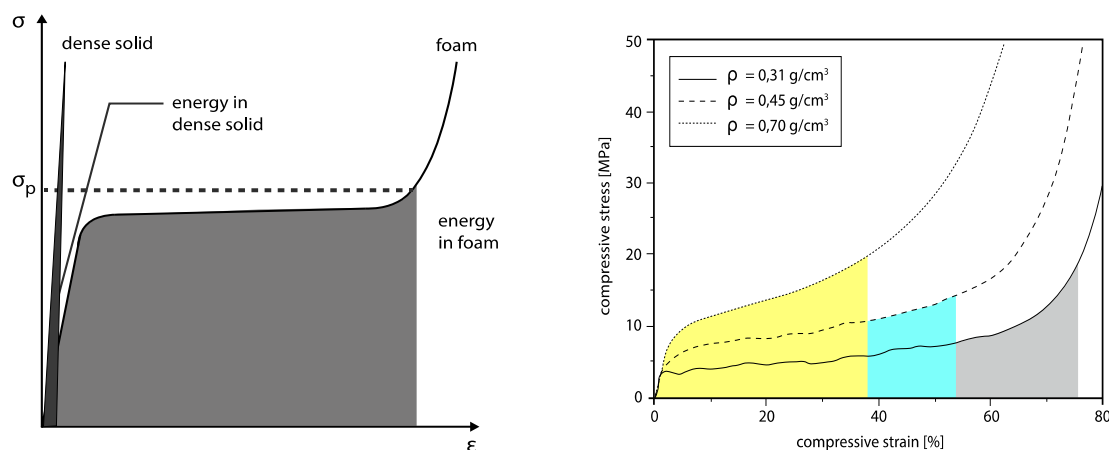 σ
dense solid
foam
energy in
dense solid
σp
energy
in foam
ε
50
40
30
20
10
0
compressive stress [MPa]
ρ = 0,31 g/cm³
ρ = 0,45 g/cm³
ρ = 0,70 g/cm³
0
20
40
60
80
compressive strain [%]